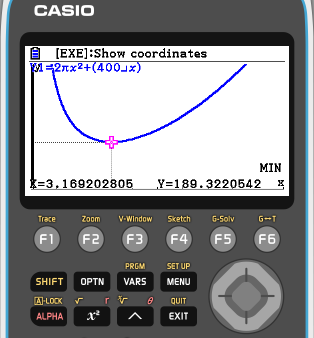 CASIO
[EXE]:Show coordinates
Y1=2πx²+(400⌟x)
MIN
X=3.169202805 Y=189.3220542 x
Trace Zoom V-Window Sketch G-Solv G↔T
F1 F2 F3 F4 F5 F6
PRGM SET UP
SHIFT OPTN VARS MENU
A-LOCK √ r ˣ√ θ QUIT
ALPHA x² ^ EXIT